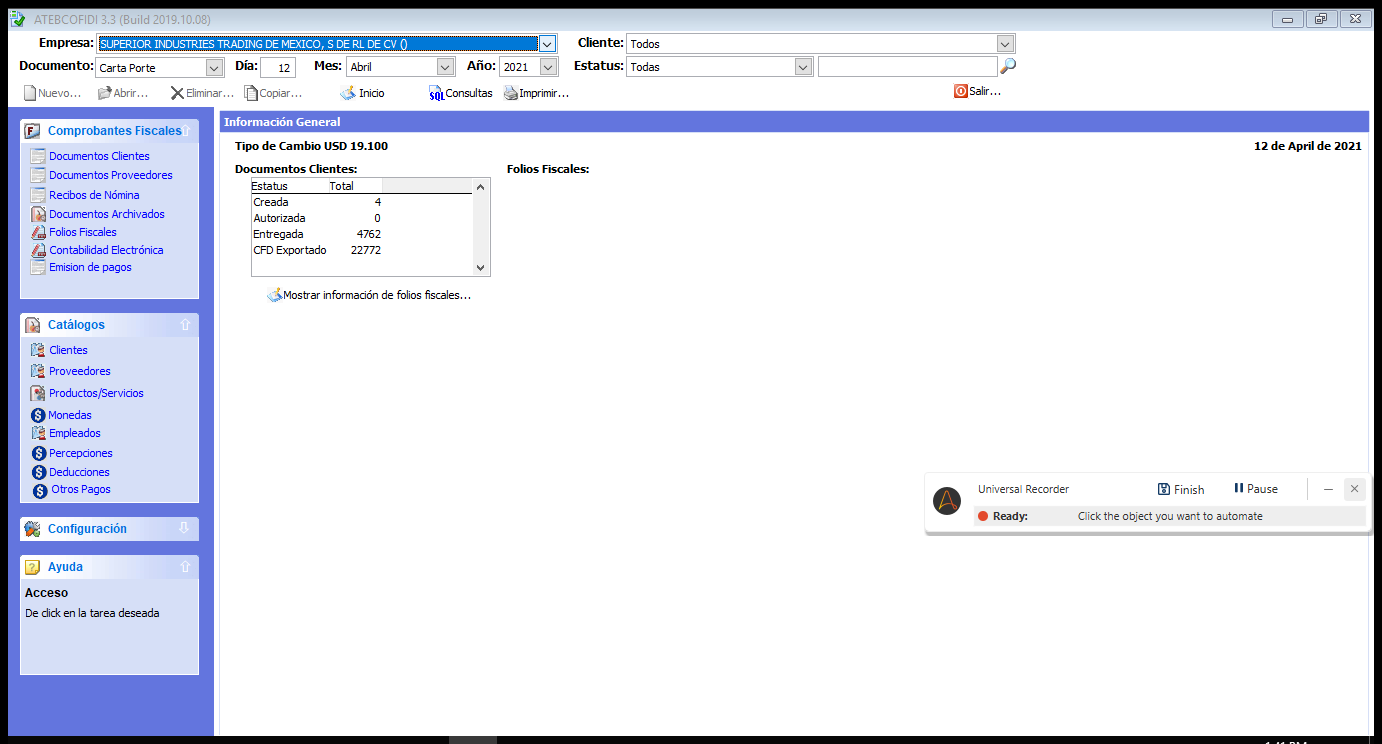 ATEBCOFIDI 3.3 (Build 2019.10.08)
Empresa: SUPERIOR INDUSTRIES TRADING DE MEXICO, S DE RL DE CV () Cliente: Todos
Documento: Carta Porte Día: 12 Mes: Abril Año: 2021 Estatus: Todas
Nuevo... Abrir... Eliminar... Copiar... Inicio SQL Consultas Imprimir... Salir...
Comprobantes Fiscales
Documentos Clientes
Documentos Proveedores
Recibos de Nómina
Documentos Archivados
Folios Fiscales
Contabilidad Electrónica
Emision de pagos
Catálogos
Clientes
Proveedores
Productos/Servicios
Monedas
Empleados
Percepciones
Deducciones
Otros Pagos
Configuración
Ayuda
Acceso
De click en la tarea deseada
Información General
Tipo de Cambio USD 19.100 12 de April de 2021
Documentos Clientes: Folios Fiscales:
Estatus Total
Creada 4
Autorizada 0
Entregada 4762
CFD Exportado 22772
Mostrar información de folios fiscales...
Universal Recorder Finish Pause
Ready: Click the object you want to automate